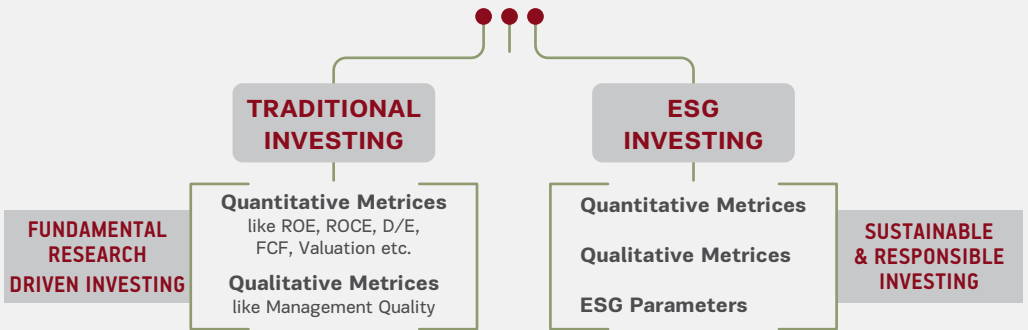 TRADITIONAL
INVESTING
ESG
INVESTING
FUNDAMENTAL
RESEARCH
DRIVEN INVESTING
Quantitative Metrices
like ROE, ROCE, D/E,
FCF, Valuation etc.
Qualitative Metrices
like Management Quality
Quantitative Metrices
Qualitative Metrices
ESG Parameters
SUSTAINABLE
& RESPONSIBLE
INVESTING